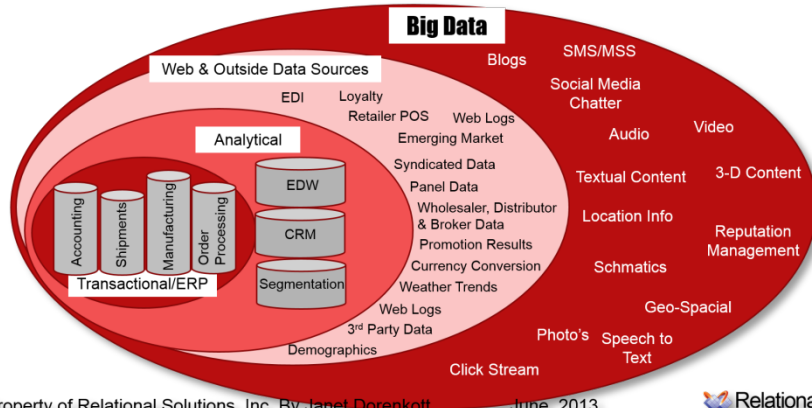 Big Data
Blogs
SMS/MSS
Social Media
Chatter
Audio
Video
Textual Content
3-D Content
Location Info
Reputation
Management
Schmatics
Geo-Spacial
Photo's
Speech to
Text
Click Stream
Web & Outside Data Sources
EDI
Loyalty
Retailer POS
Web Logs
Emerging Market
Syndicated Data
Panel Data
Wholesaler, Distributor
& Broker Data
Promotion Results
Currency Conversion
Weather Trends
Web Logs
3rd Party Data
Demographics
Analytical
EDW
CRM
Segmentation
Accounting
Shipments
Manufacturing
Order
Processing
Transactional/ERP
roperty of Relational Solutions, Inc. By Janet Dorenkott
June, 2013
Relational